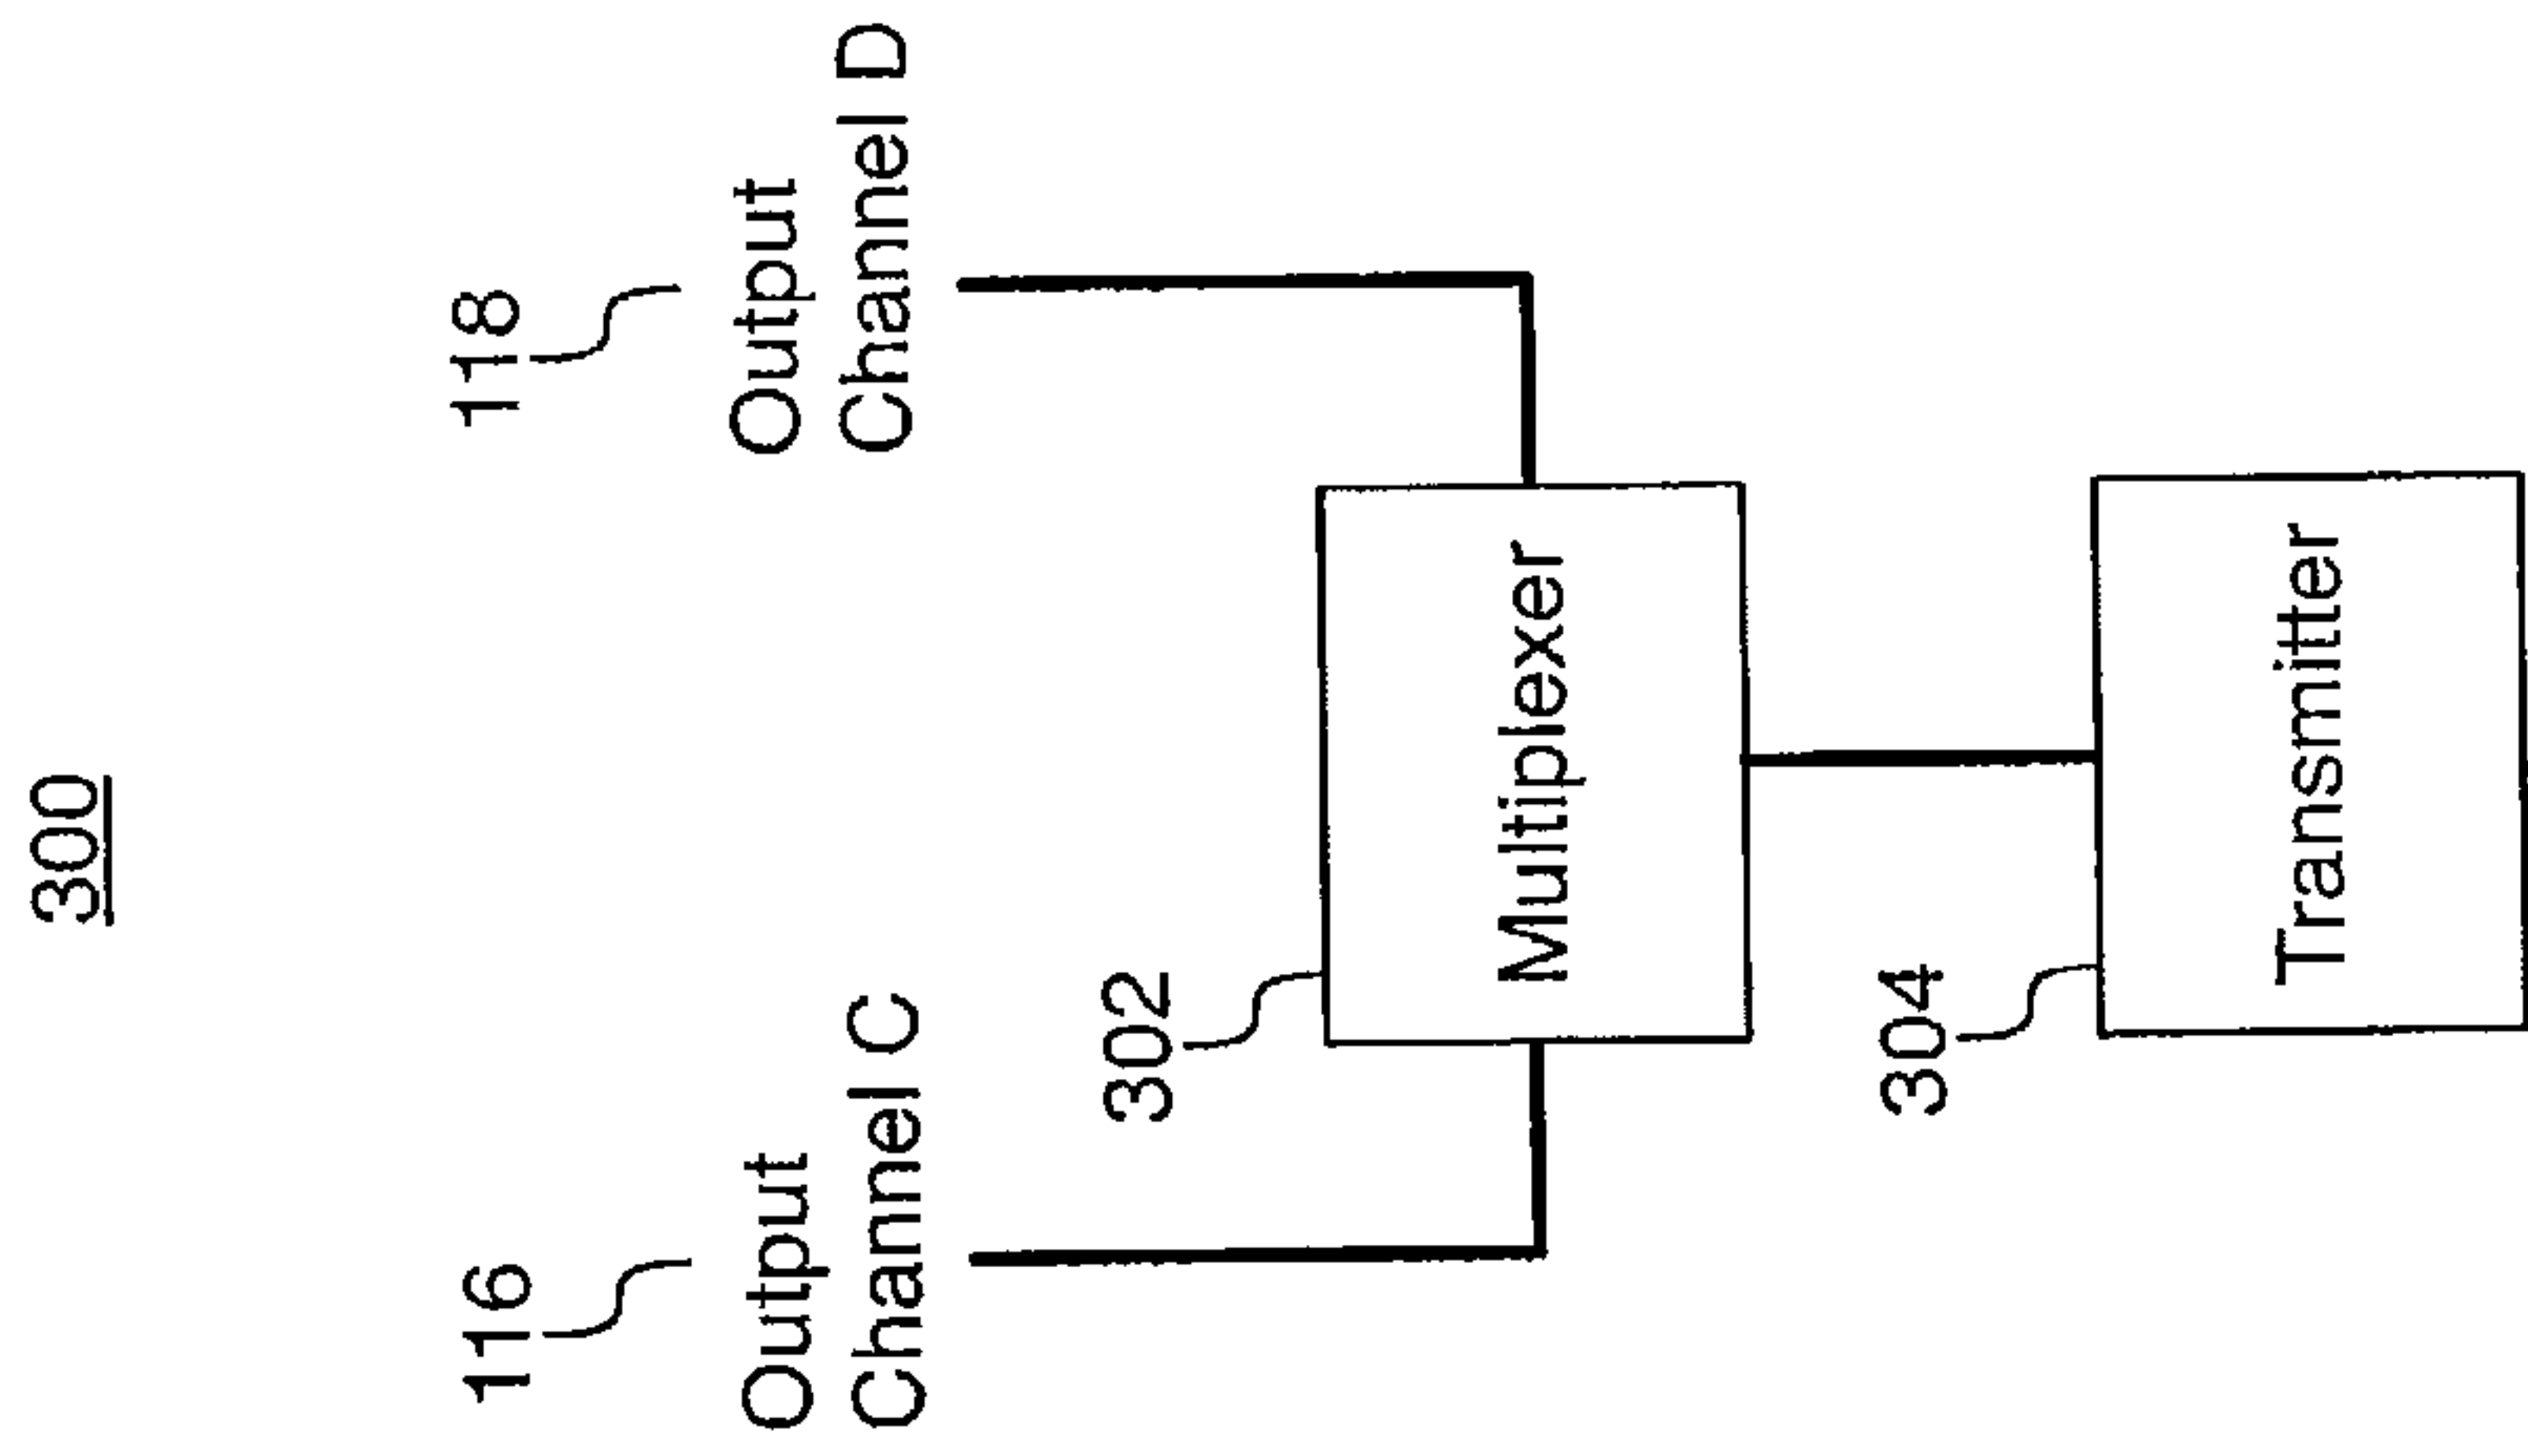 300
116
Output
Channel C
118
Output
Channel D
302
Multiplexer
304
Transmitter